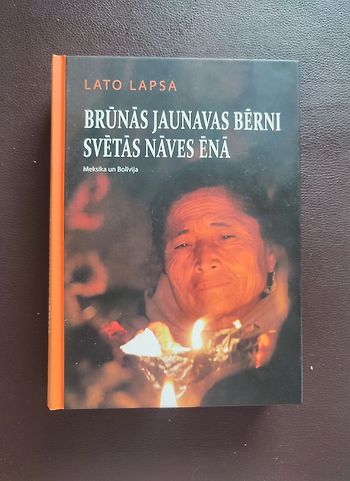 LATO LAPSA
BRŪNĀS JAUNAVAS BĒRNI
SVĒTĀS NĀVES ĒNĀ
Meksika un Bolīvija